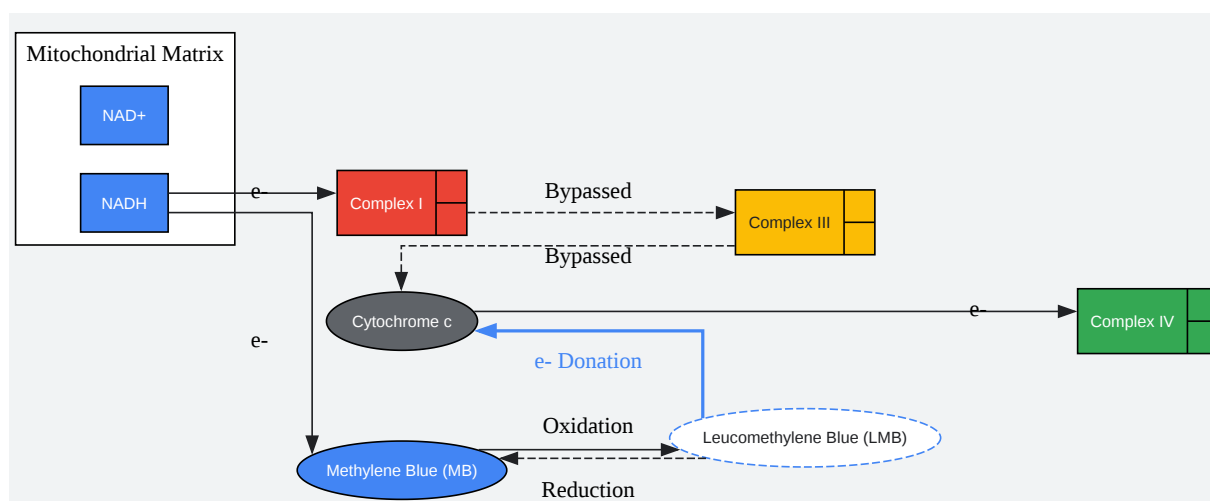 Mitochondrial Matrix
NAD+
NADH
e-
Complex I
Bypassed
Complex III
Bypassed
Cytochrome c
e-
Complex IV
e-
e- Donation
Oxidation
Leucomethylene Blue (LMB)
Methylene Blue (MB)
Reduction